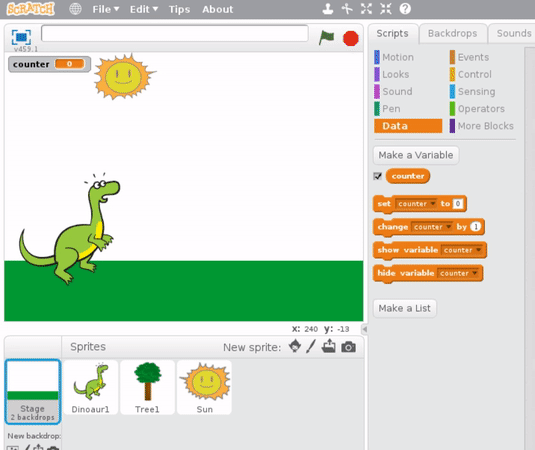 SCRATCH File Edit Tips About
v453.1
counter 0
Scripts Backdrops Sounds
Motion Events
Looks Control
Sound Sensing
Pen Operators
Data More Blocks
Make a Variable
counter
set counter to 0
change counter by 1
show variable counter
hide variable counter
Make a List
x: 240 y: -13
Sprites New sprite:
Stage
2 backdrops
Dinoaur1 Tree1 Sun
New backdrop: